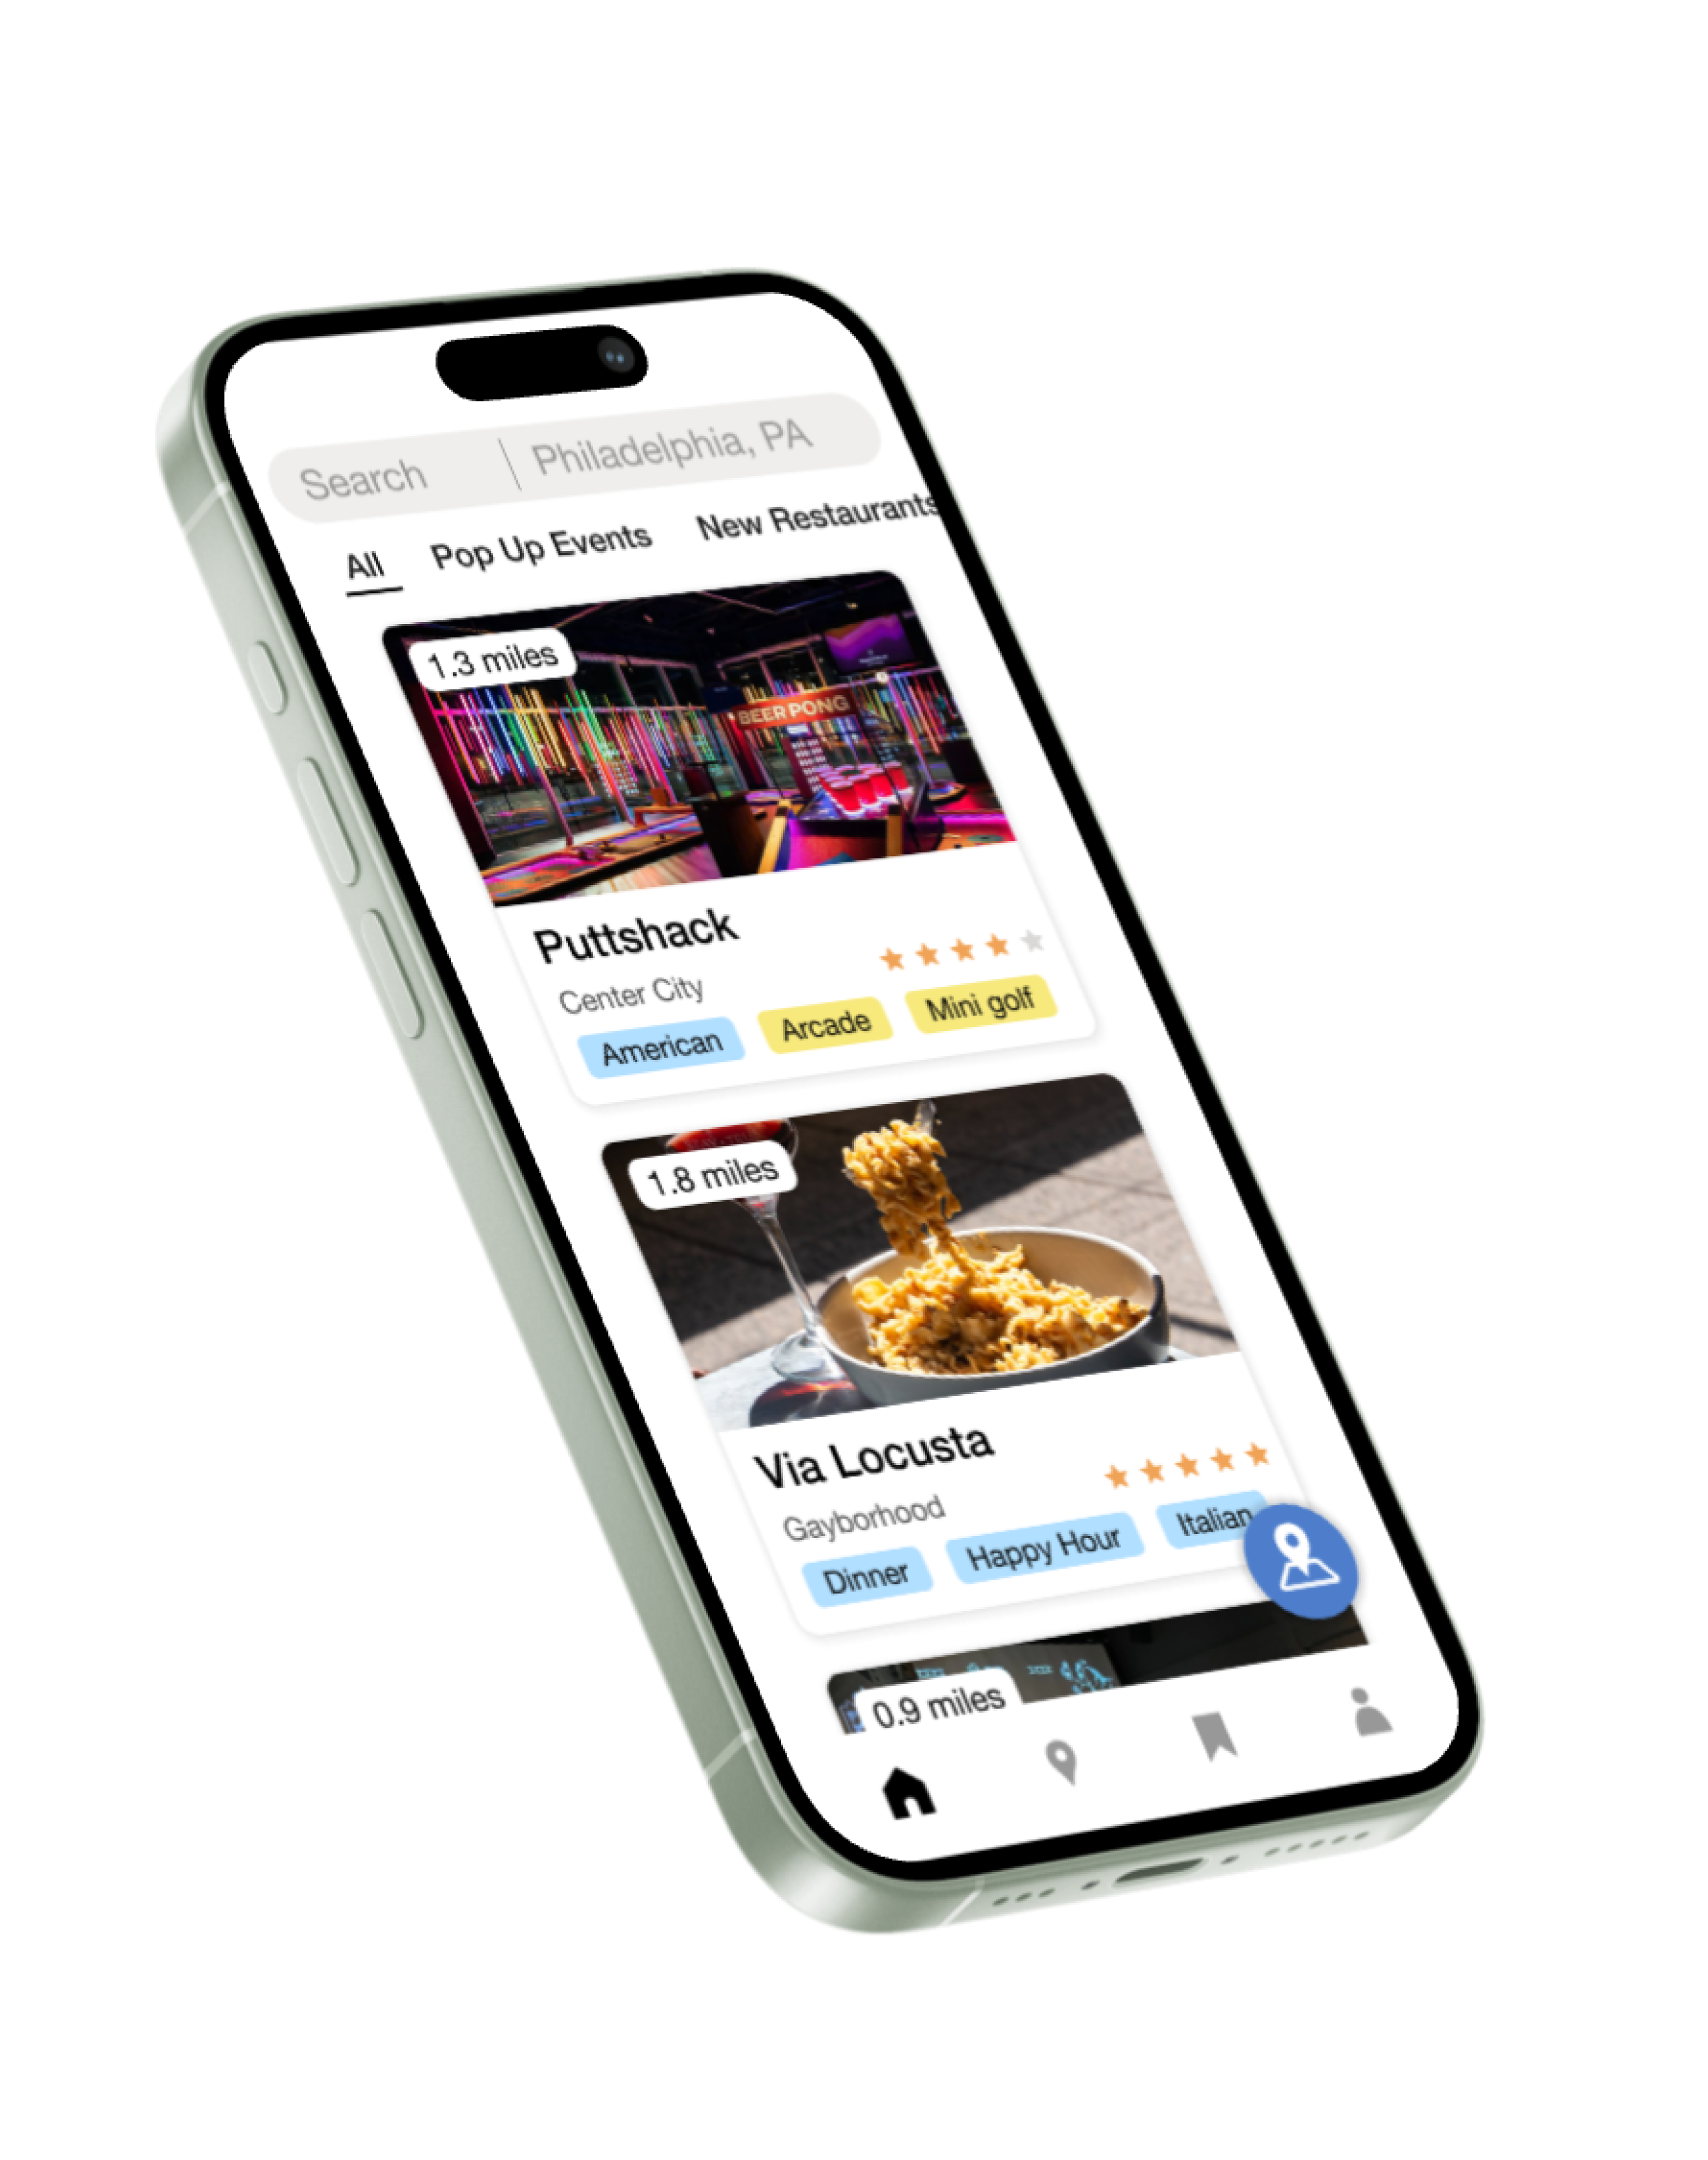 Search | Philadelphia, PA
All Pop Up Events New Restaurants
1.3 miles
BEER PONG
Puttshack
Center City
American Arcade Mini golf
1.8 miles
Via Locusta
Gayborhood
Dinner Happy Hour Italian
0.9 miles